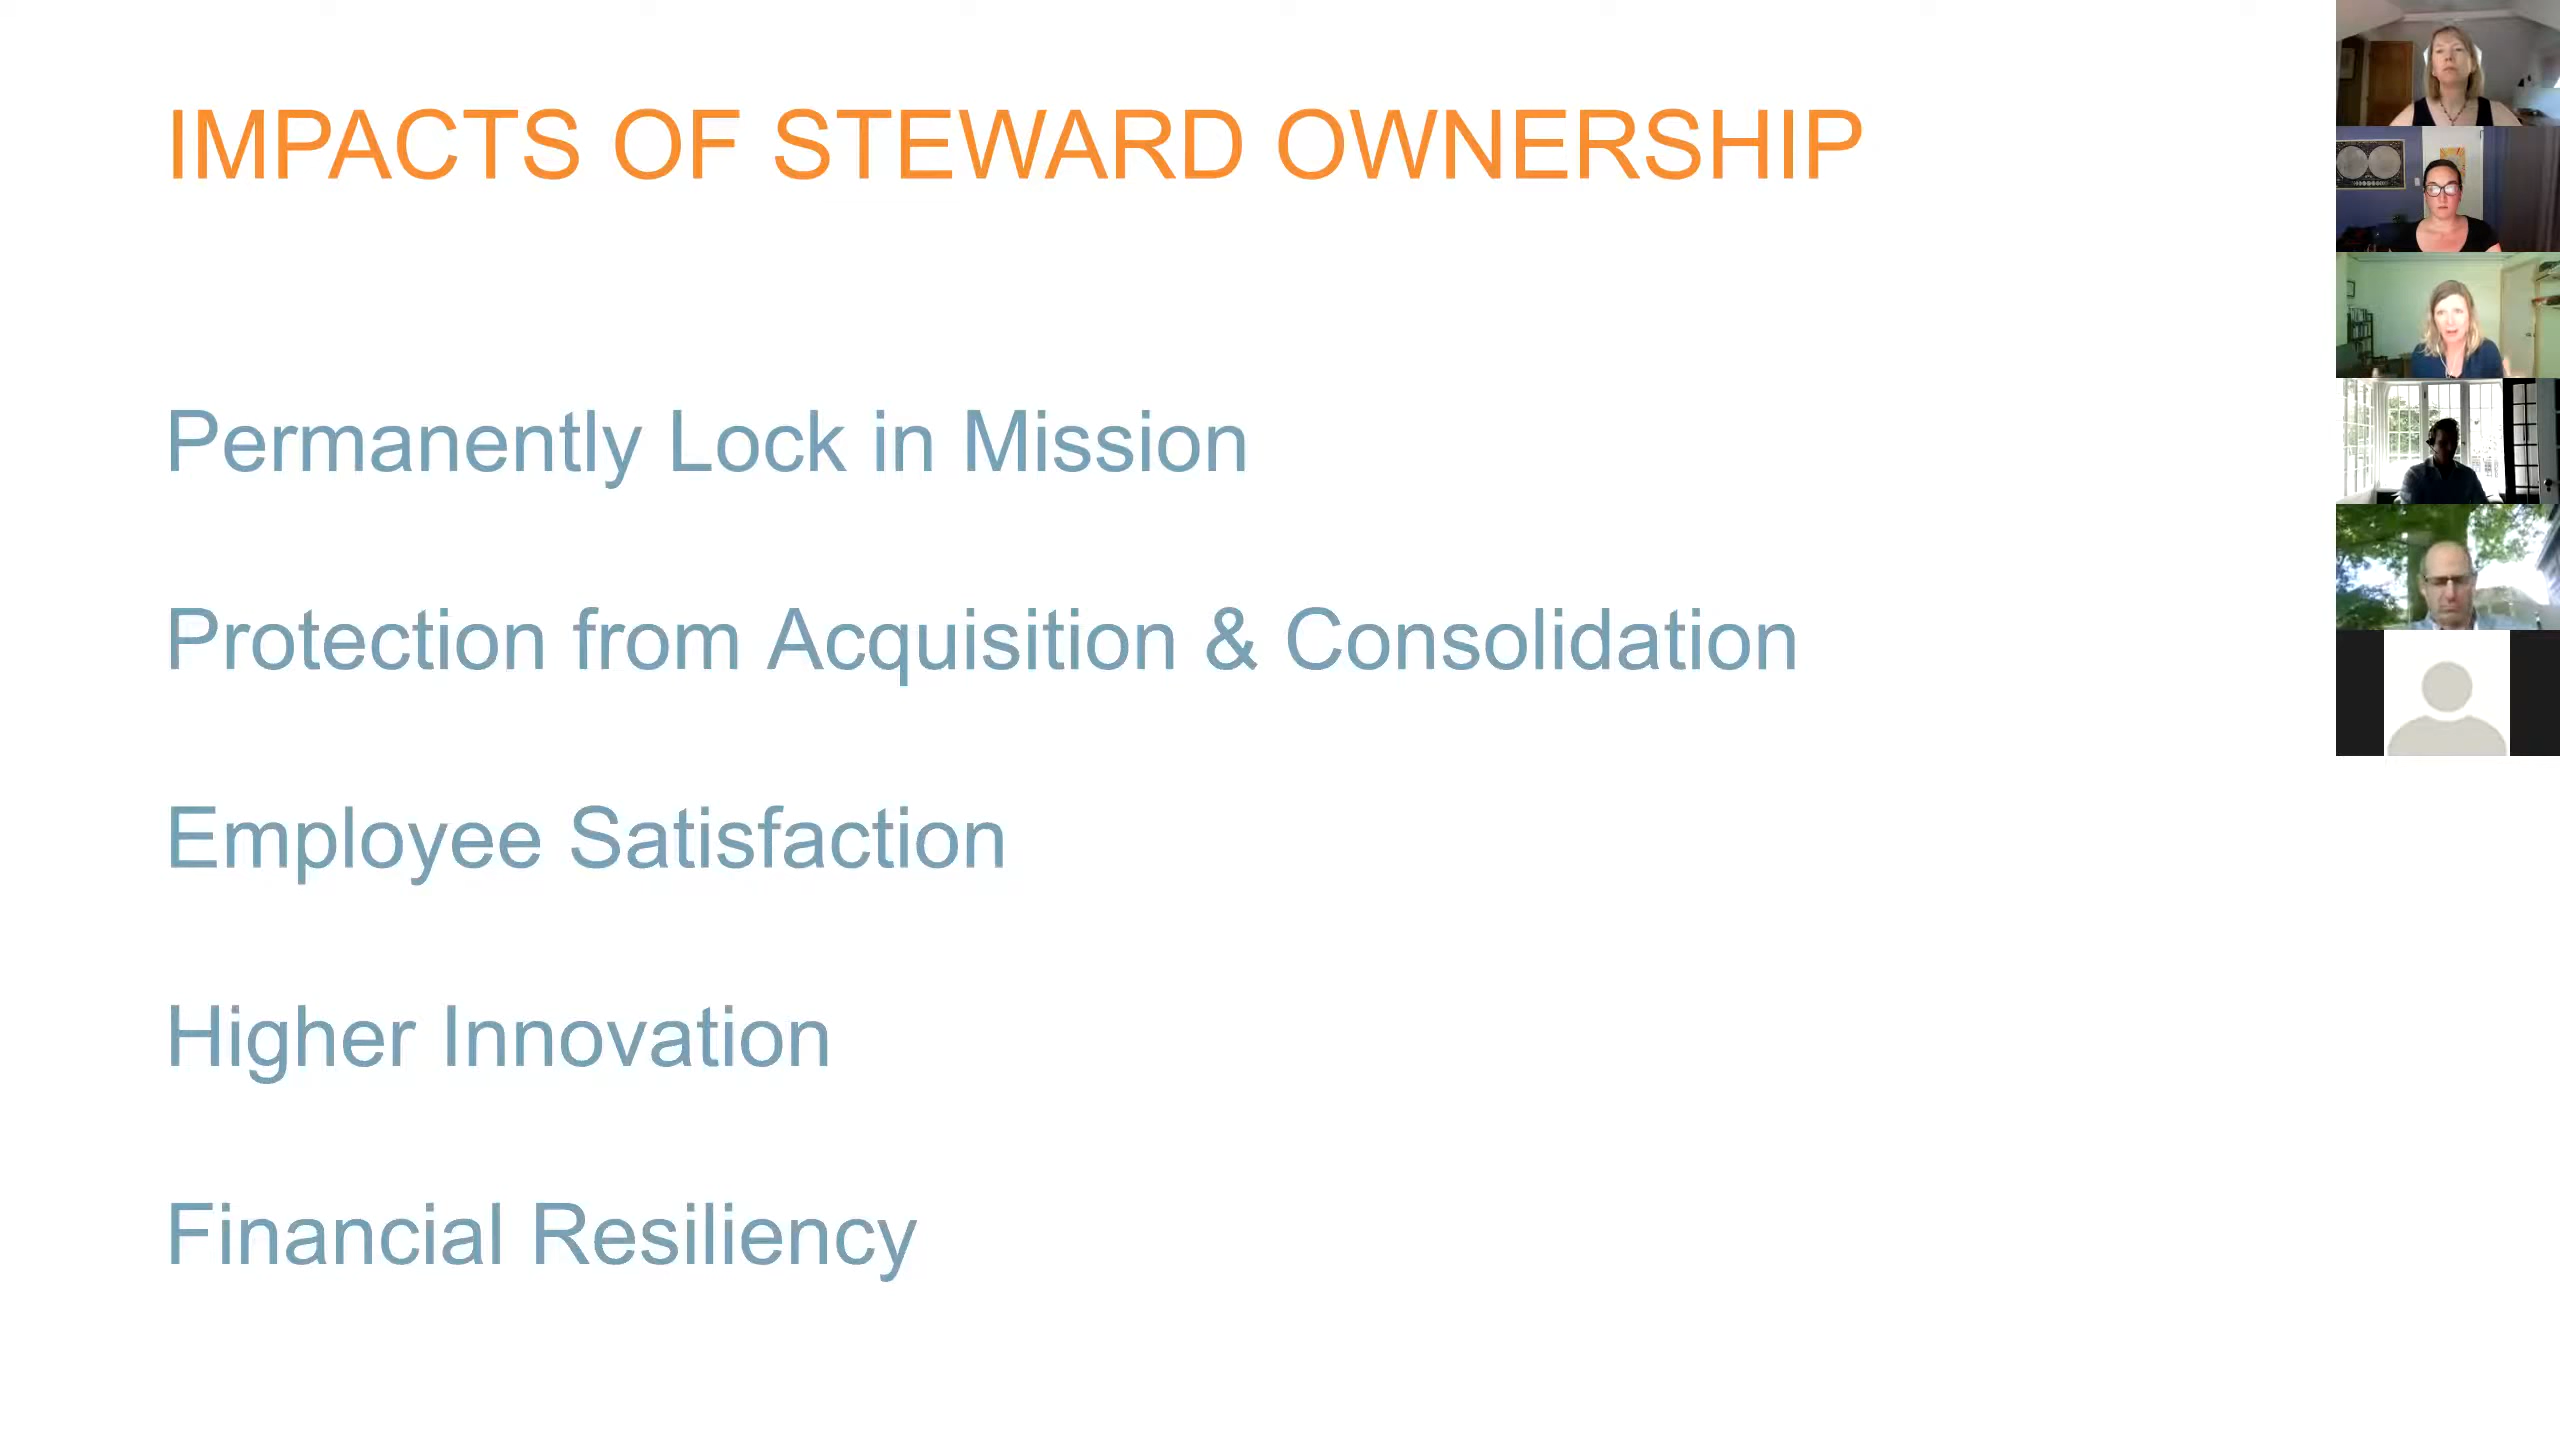 IMPACTS OF STEWARD OWNERSHIP
Permanently Lock in Mission
Protection from Acquisition & Consolidation
Employee Satisfaction
Higher Innovation
Financial Resiliency